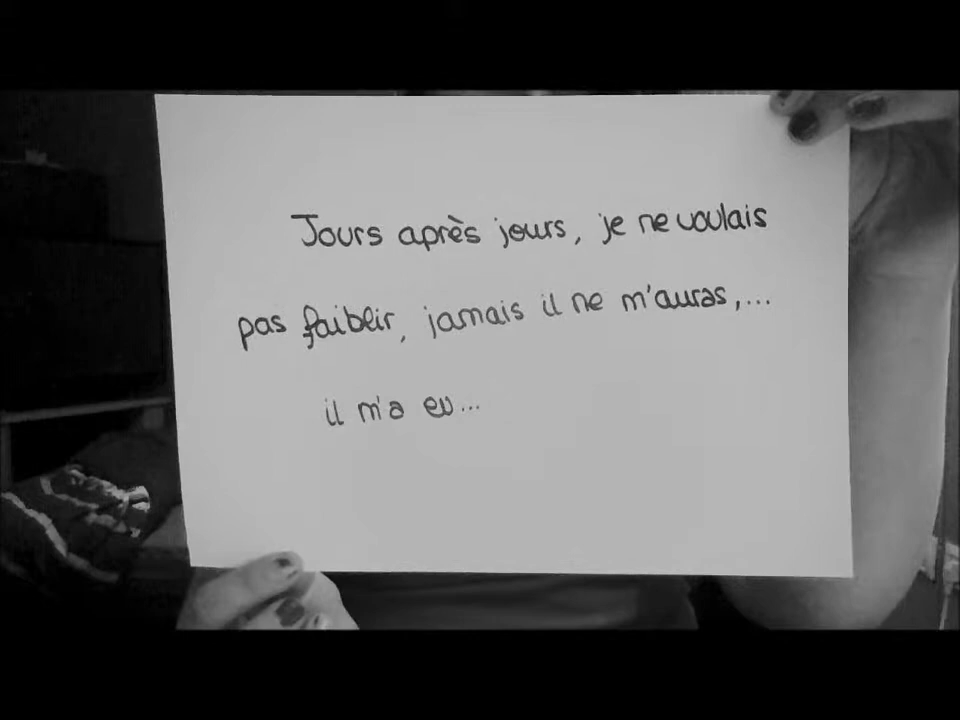 Jours après jours, je ne voulais
pas faiblir, jamais il ne m'auras,...
il m'a eu...